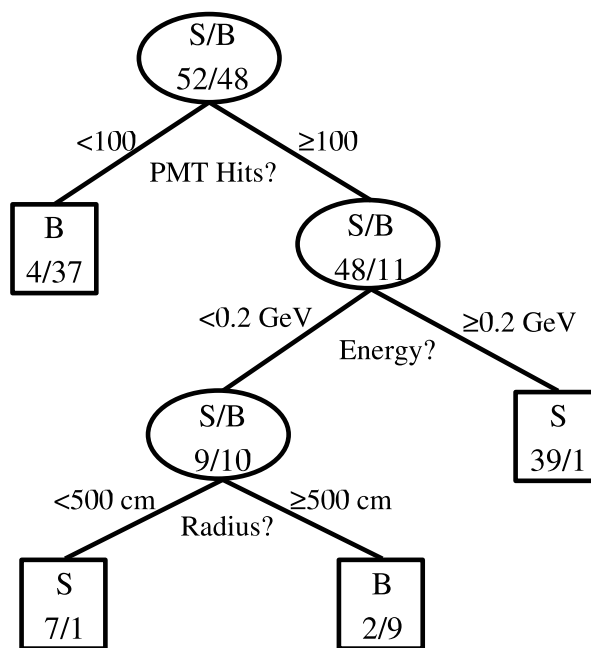 S/B
52/48
<100
≥100
PMT Hits?
B
4/37
S/B
48/11
<0.2 GeV
≥0.2 GeV
Energy?
S/B
9/10
S
39/1
<500 cm
≥500 cm
Radius?
S
7/1
B
2/9